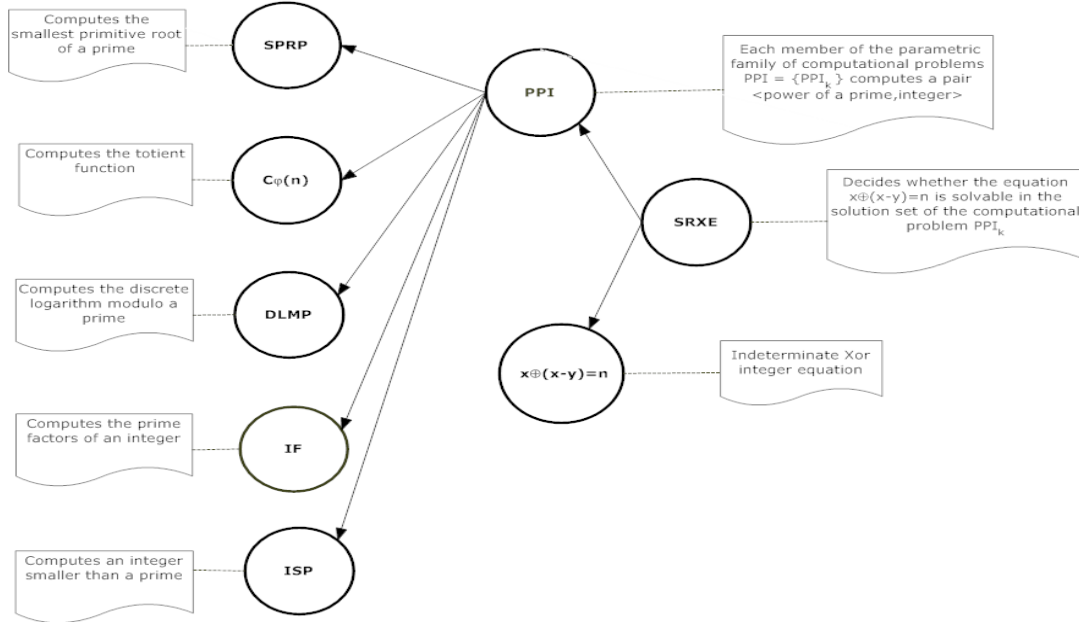 Computes the
smallest primitive root
of a prime
SPRP
PPI
Each member of the parametric
family of computational problems
PPI = {PPIₖ } computes a pair
<power of a prime,integer>
Computes the totient
function
Cφ(n)
Decides whether the equation
x⊕(x-y)=n is solvable in the
solution set of the computational
problem PPIₖ
SRXE
Computes the discrete
logarithm modulo a
prime
DLMP
x⊕(x-y)=n
Indeterminate Xor
integer equation
Computes the prime
factors of an integer
IF
Computes an integer
smaller than a prime
ISP